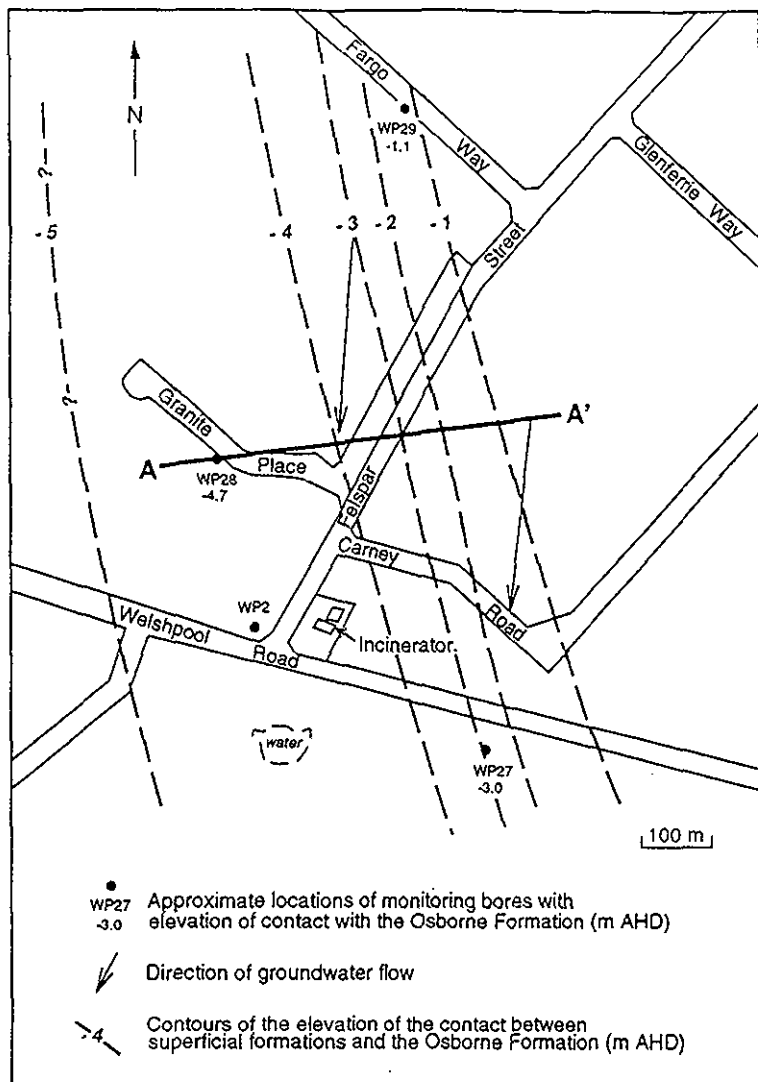 Fargo
Way
N
WP29
-1.1
Glenferrie Way
Street
- ? -
- 5
- 4
- 3
- 2
- 1
- ? -
A'
Granite
Place
A
WP28
-4.7
Felspar
Carney
Road
WP2
Welshpool
Road
Incinerator
water
WP27
-3.0
100 m
WP27
-3.0
Approximate locations of monitoring bores with
elevation of contact with the Osborne Formation (m AHD)
Direction of groundwater flow
- 4
Contours of the elevation of the contact between
superficial formations and the Osborne Formation (m AHD)